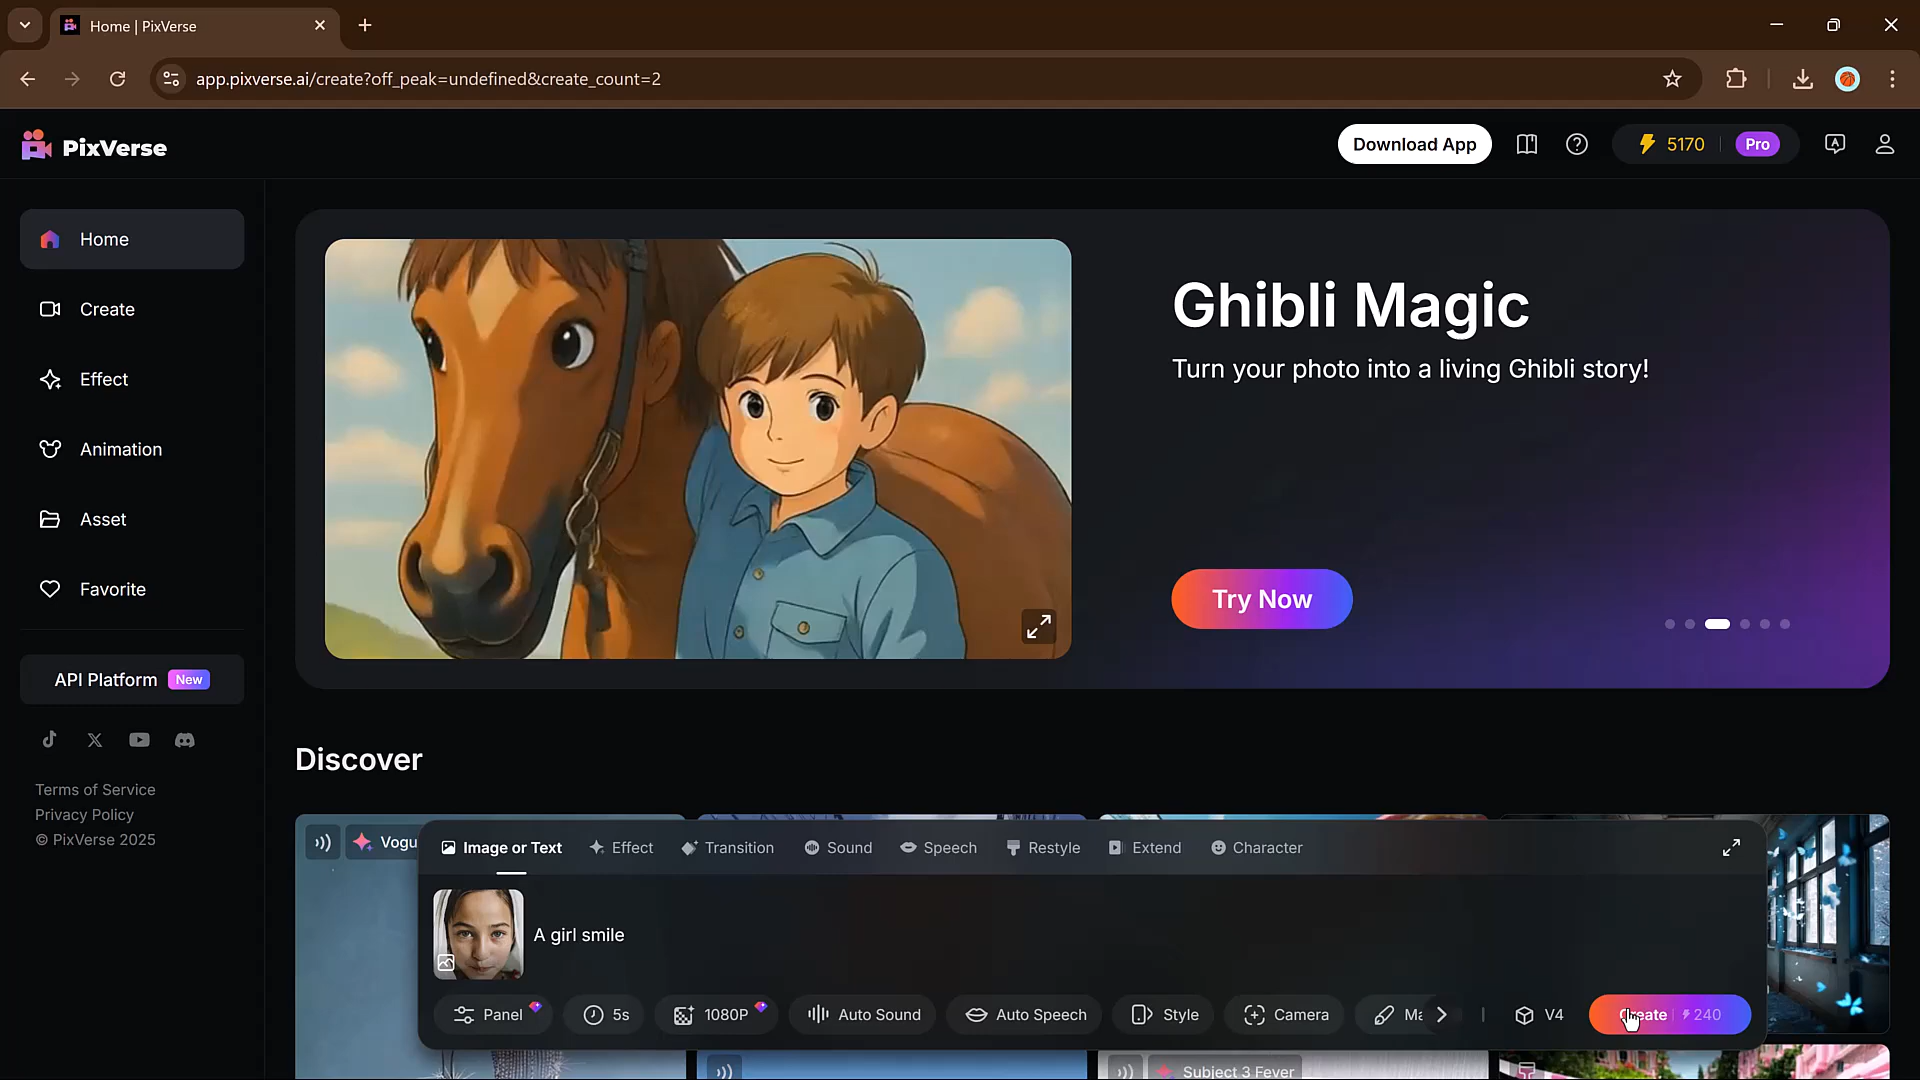 Home | PixVerse
app.pixverse.ai/create?off_peak=undefined&create_count=2
PixVerse
Download App
5170
Pro
Home
Create
Effect
Animation
Asset
Favorite
API Platform
New
Terms of Service
Privacy Policy
© PixVerse 2025
Ghibli Magic
Turn your photo into a living Ghibli story!
Try Now
Discover
Vogu
Image or Text
Effect
Transition
Sound
Speech
Restyle
Extend
Character
A girl smile
Panel
5s
1080P
Auto Sound
Auto Speech
Style
Camera
Ma
V4
Create
240
Subject 3 Fever